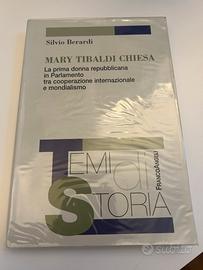 Silvio Berardi
MARY TIBALDI CHIESA
La prima donna repubblicana
in Parlamento
tra cooperazione internazionale
e mondialismo
TEMI di
STORIA
FRANCOANGELI
subito